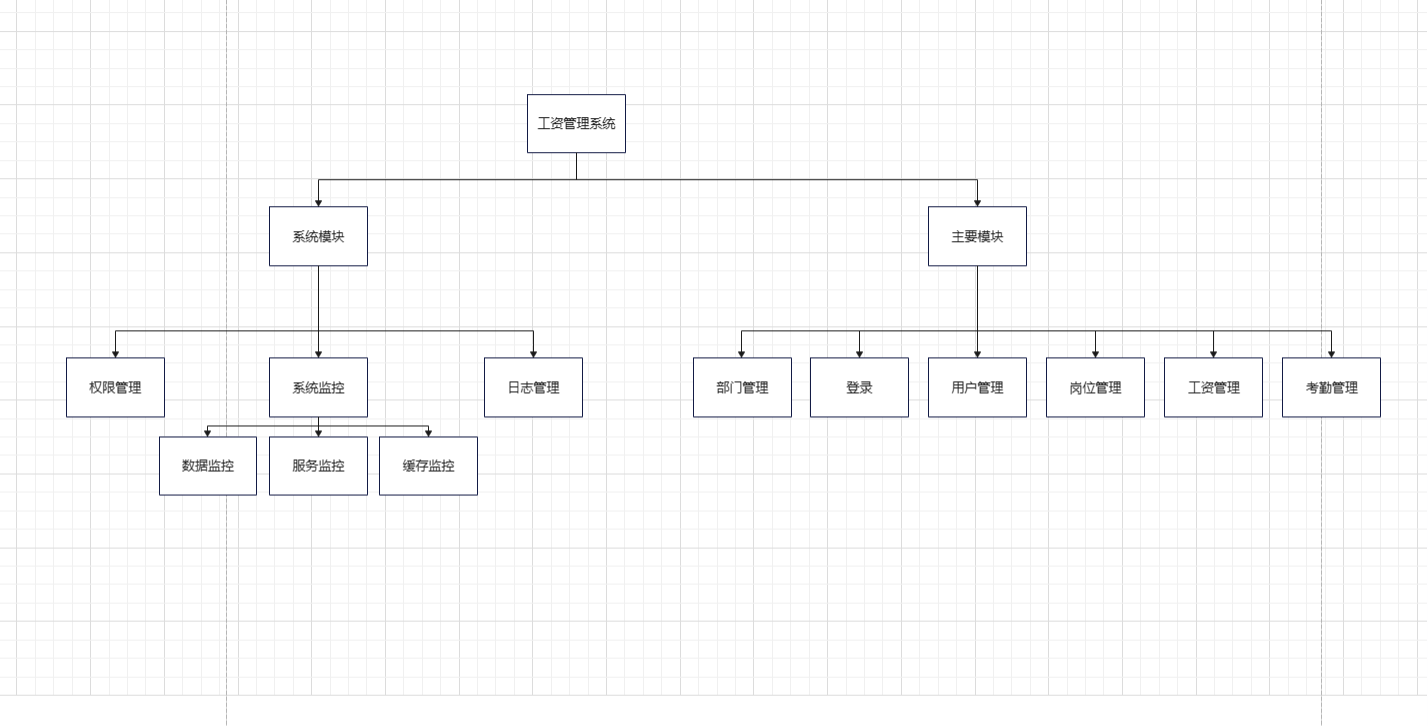 工资管理系统
系统模块
主要模块
权限管理
系统监控
日志管理
部门管理
登录
用户管理
岗位管理
工资管理
考勤管理
数据监控
服务监控
缓存监控